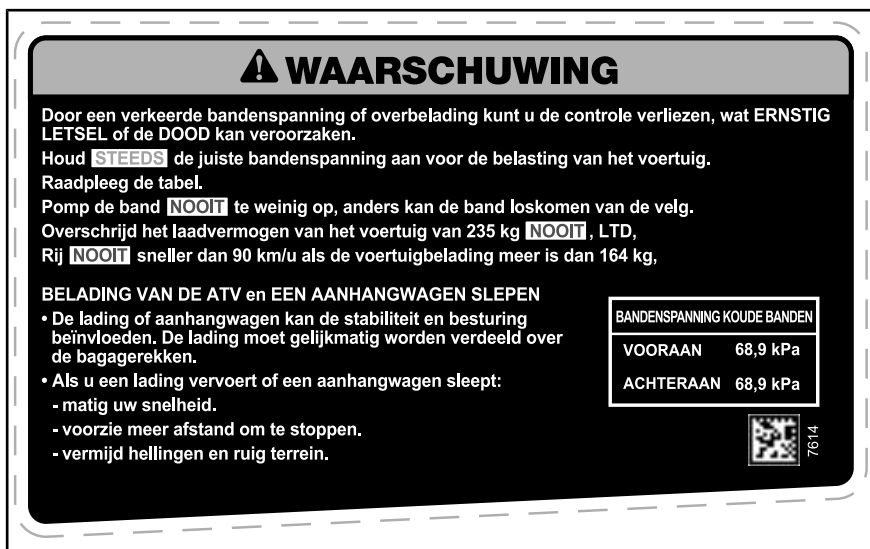 WAARSCHUWING
Door een verkeerde bandenspanning of overbelading kunt u de controle verliezen, wat ERNSTIG
LETSEL of de DOOD kan veroorzaken.
Houd STEEDS de juiste bandenspanning aan voor de belasting van het voertuig.
Raadpleeg de tabel.
Pomp de band NOOIT te weinig op, anders kan de band loskomen van de velg.
Overschrijd het laadvermogen van het voertuig van 235 kg NOOIT, LTD,
Rij NOOIT sneller dan 90 km/u als de voertuigbelading meer is dan 164 kg,
BELADING VAN DE ATV en EEN AANHANGWAGEN SLEPEN
• De lading of aanhangwagen kan de stabiliteit en besturing
beïnvloeden. De lading moet gelijkmatig worden verdeeld over
de bagagerekken.
• Als u een lading vervoert of een aanhangwagen sleept:
- matig uw snelheid.
- voorzie meer afstand om te stoppen.
- vermijd hellingen en ruig terrein.
BANDENSPANNING KOUDE BANDEN
VOORAAN 68,9 kPa
ACHTERAAN 68,9 kPa
7614